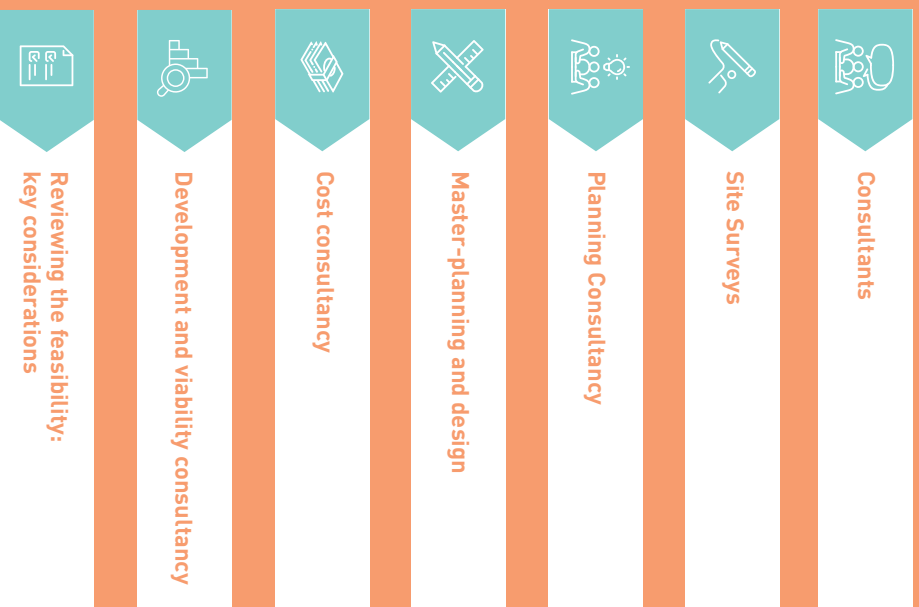 Consultants
Site Surveys
Planning Consultancy
Master-planning and design
Cost consultancy
Development and viability consultancy
Reviewing the feasibility:
key considerations